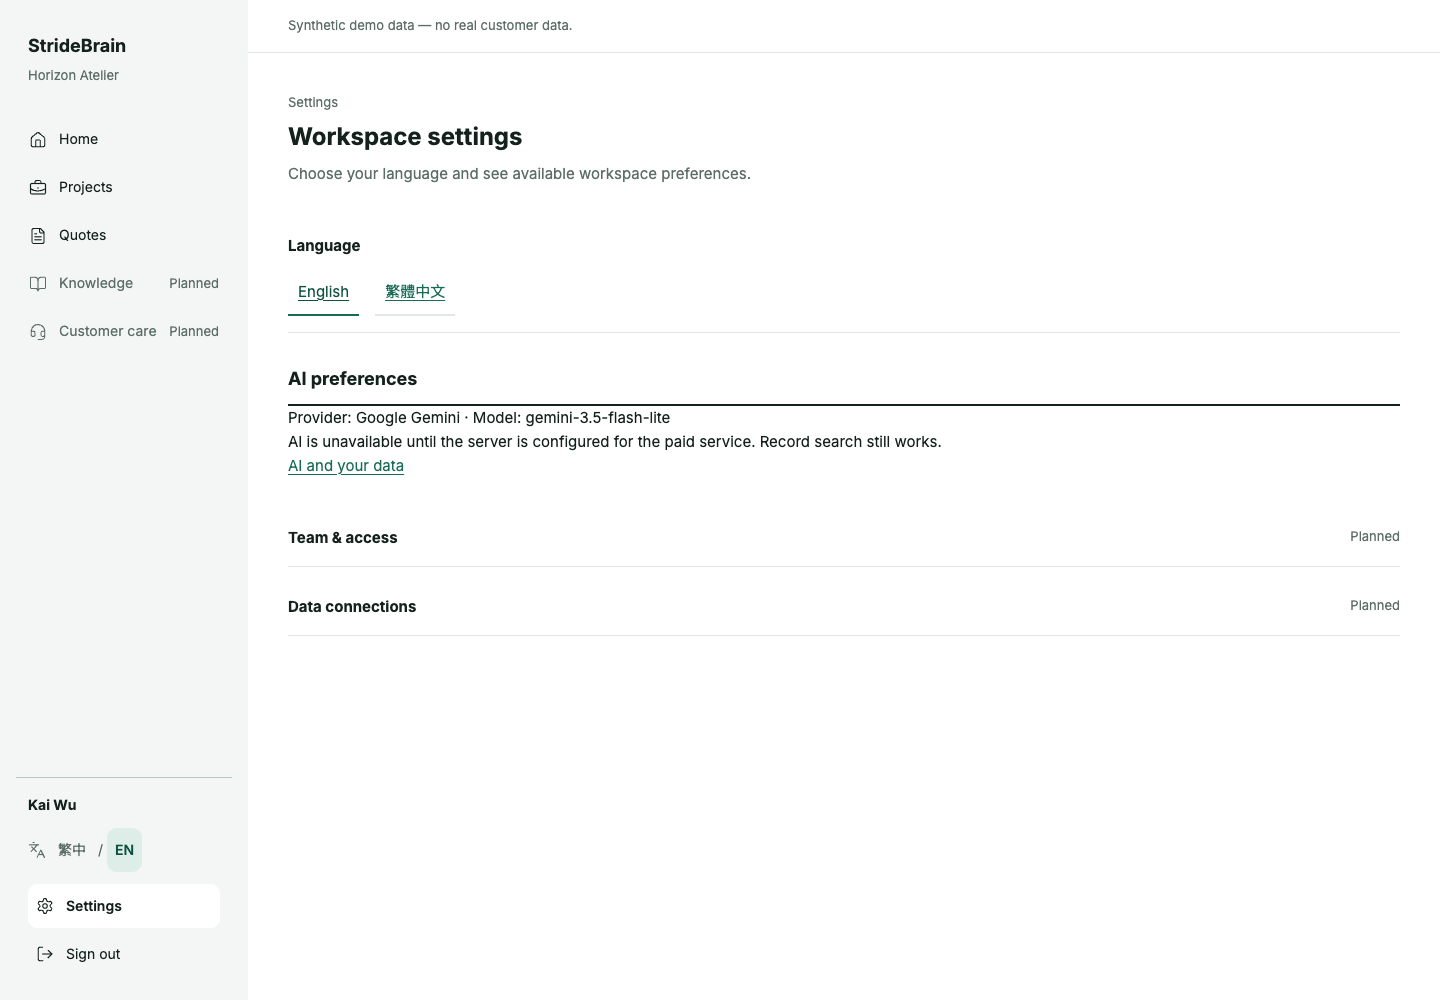 StrideBrain
Horizon Atelier
Home
Projects
Quotes
Knowledge Planned
Customer care Planned
Kai Wu
繁中 / EN
Settings
Sign out
Synthetic demo data — no real customer data.
Settings
Workspace settings
Choose your language and see available workspace preferences.
Language
English 繁體中文
AI preferences
Provider: Google Gemini · Model: gemini-3.5-flash-lite
AI is unavailable until the server is configured for the paid service. Record search still works.
AI and your data
Team & access Planned
Data connections Planned